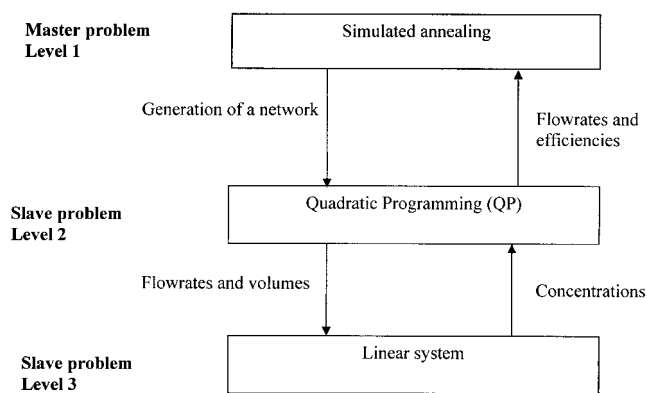 Master problem
Level 1
Simulated annealing
Generation of a network
Flowrates and
efficiencies
Slave problem
Level 2
Quadratic Programming (QP)
Flowrates and volumes
Concentrations
Slave problem
Level 3
Linear system